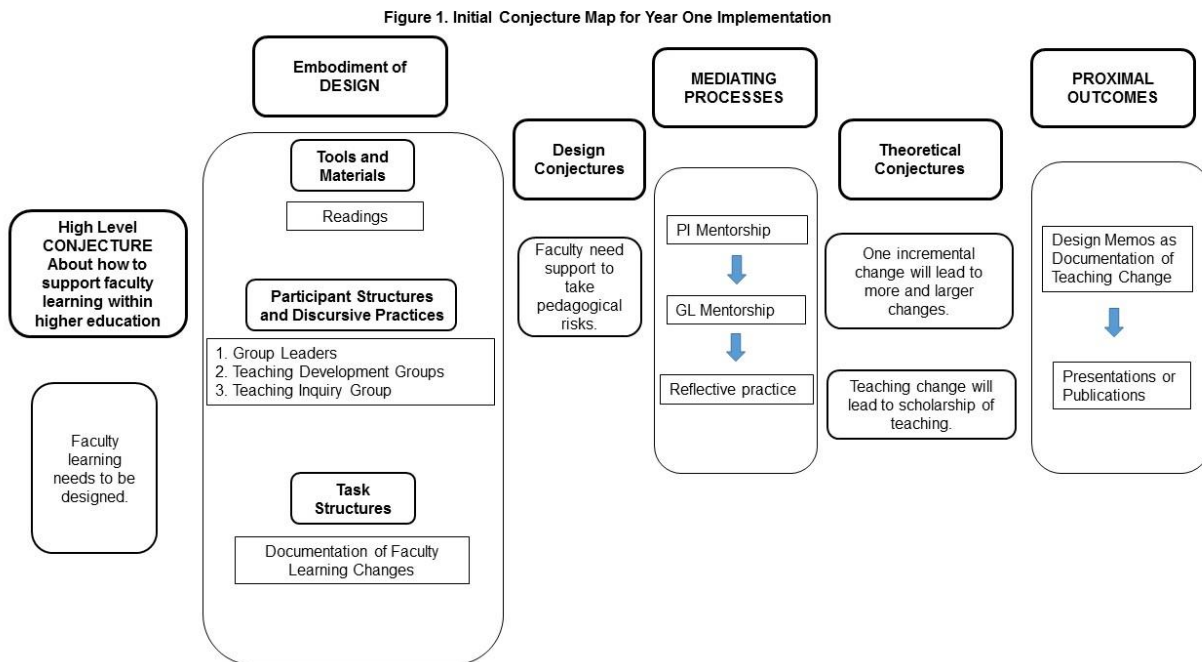 Figure 1. Initial Conjecture Map for Year One Implementation
High Level
CONJECTURE
About how to
support faculty
learning within
higher education
Faculty
learning
needs to be
designed.
Embodiment of
DESIGN
Tools and
Materials
Readings
Participant Structures
and Discursive Practices
1. Group Leaders
2. Teaching Development Groups
3. Teaching Inquiry Group
Task
Structures
Documentation of Faculty
Learning Changes
Design
Conjectures
Faculty need
support to
take
pedagogical
risks.
MEDIATING
PROCESSES
PI Mentorship
GL Mentorship
Reflective practice
Theoretical
Conjectures
One incremental
change will lead to
more and larger
changes.
Teaching change will
lead to scholarship of
teaching.
PROXIMAL
OUTCOMES
Design Memos as
Documentation of
Teaching Change
Presentations or
Publications